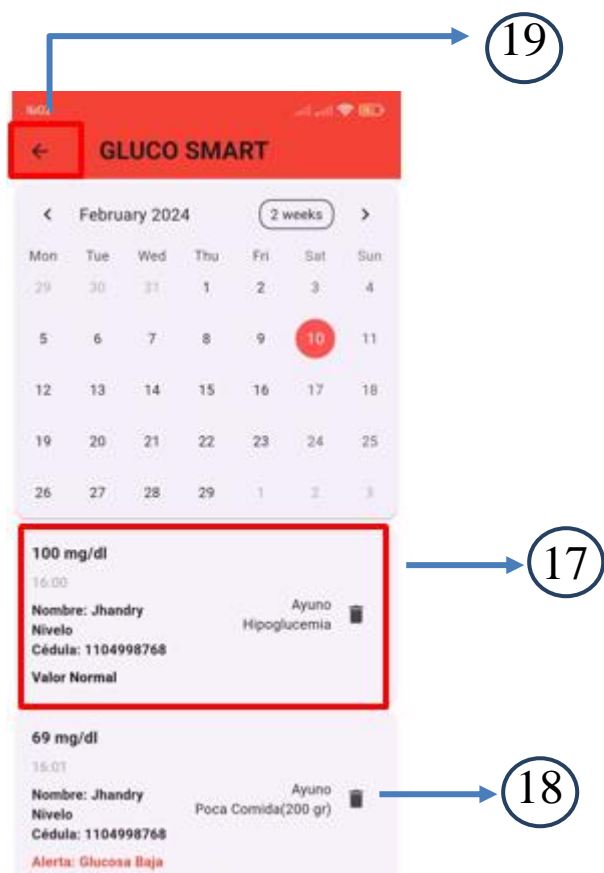 19
16:02
GLUCO SMART
February 2024
2 weeks
Mon Tue Wed Thu Fri Sat Sun
29 30 31 1 2 3 4
5 6 7 8 9 10 11
12 13 14 15 16 17 18
19 20 21 22 23 24 25
26 27 28 29 1 2 3
100 mg/dl
16:00
Nombre: Jhandry
Nivelo
Cédula: 1104998768
Valor Normal
Ayuno
Hipoglucemia
17
69 mg/dl
16:01
Nombre: Jhandry
Nivelo
Cédula: 1104998768
Alerta: Glucosa Baja
Ayuno
Poca Comida(200 gr)
18